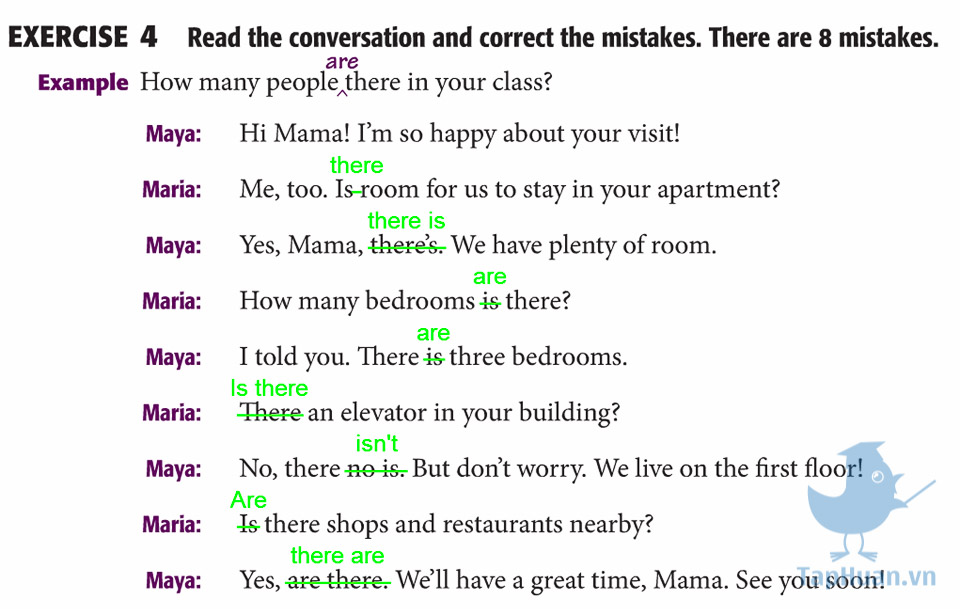 EXERCISE 4 Read the conversation and correct the mistakes. There are 8 mistakes.
are
Example How many people ^ there in your class?
Maya: Hi Mama! I'm so happy about your visit!
there
Maria: Me, too. Is room for us to stay in your apartment?
there is
Maya: Yes, Mama, there's. We have plenty of room.
are
Maria: How many bedrooms is there?
are
Maya: I told you. There is three bedrooms.
Is there
Maria: There an elevator in your building?
isn't
Maya: No, there no is. But don't worry. We live on the first floor!
Are
Maria: Is there shops and restaurants nearby?
there are
Maya: Yes, are there. We'll have a great time, Mama. See you soon!
TapHuan.vn